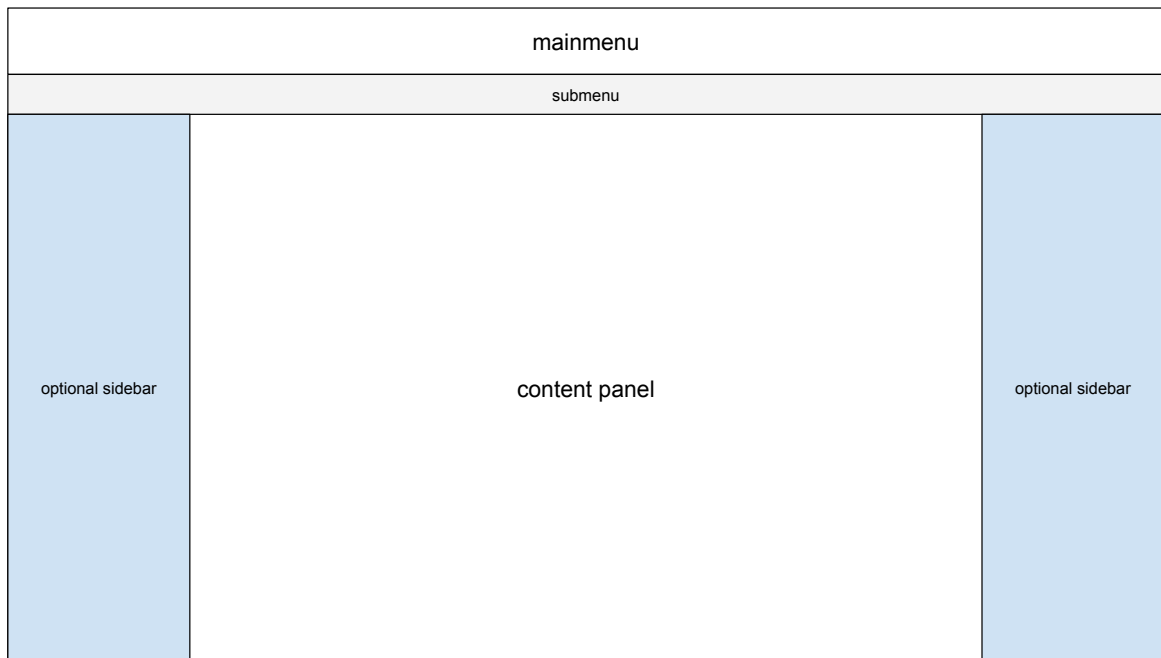 mainmenu
submenu
optional sidebar
content panel
optional sidebar